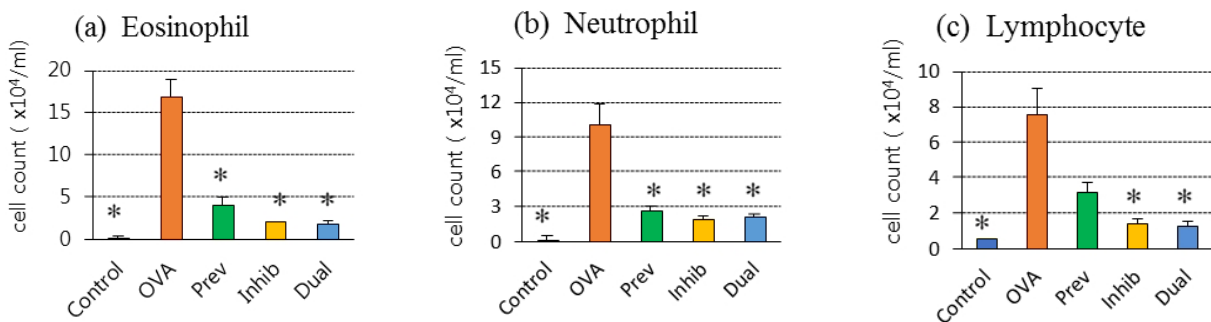 (a) Eosinophil
cell count ( x10⁴/ml)
20
15
10
5
0
*
*
*
*
Control
OVA
Prev
Inhib
Dual
(b) Neutrophil
cell count ( x10⁴/ml)
15
12
9
6
3
0
*
*
*
*
Control
OVA
Prev
Inhib
Dual
(c) Lymphocyte
cell count ( x10⁴/ml)
10
8
6
4
2
0
*
*
*
Control
OVA
Prev
Inhib
Dual